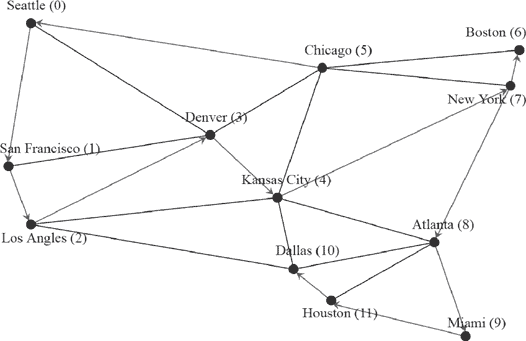 Seattle (0)
Boston (6)
Chicago (5)
New York (7)
Denver (3)
San Francisco (1)
Kansas City (4)
Los Angles (2)
Atlanta (8)
Dallas (10)
Houston (11)
Miami (9)